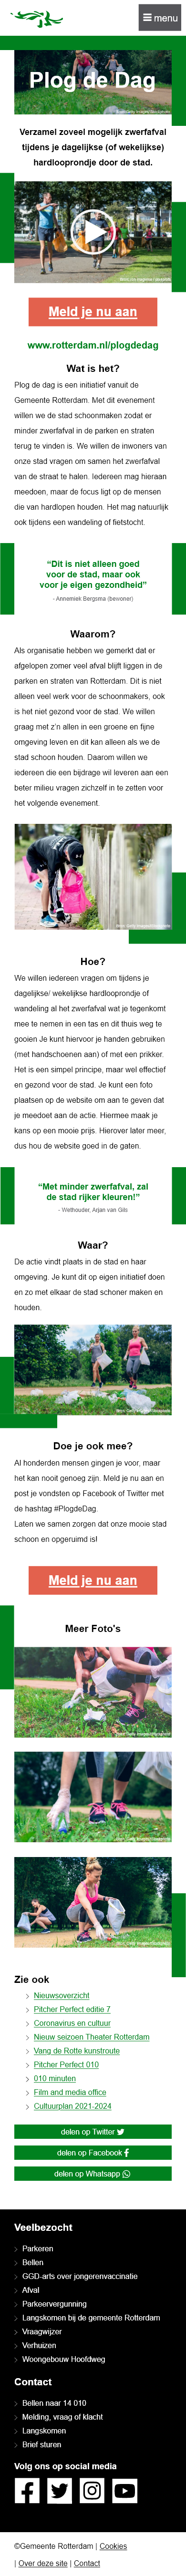 menu
Plog de Dag
Verzamel zoveel mogelijk zwerfafval
tijdens je dagelijkse (of wekelijkse)
hardlooprondje door de stad.
Meld je nu aan
www.rotterdam.nl/plogdedag
Wat is het?
Plog de dag is een initiatief vanuit de
Gemeente Rotterdam. Met dit evenement
willen we de stad schoonmaken zodat er
minder zwerfafval in de parken en straten
terug te vinden is. We willen de inwoners van
onze stad vragen om samen het zwerfafval
van de straat te halen. Iedereen mag hieraan
meedoen, maar de focus ligt op de mensen
die van hardlopen houden. Het mag natuurlijk
ook tijdens een wandeling of fietstocht.
“Dit is niet alleen goed
voor de stad, maar ook
voor je eigen gezondheid”
- Annemiek Bergsma (bewoner)
Waarom?
Als organisatie hebben we gemerkt dat er
afgelopen zomer veel afval blijft liggen in de
parken en straten van Rotterdam. Dit is niet
alleen veel werk voor de schoonmakers, ook
is het niet gezond voor de stad. We willen
graag met z’n allen in een groene en fijne
omgeving leven en dit kan alleen als we de
stad schoon houden. Daarom willen we
iedereen die een bijdrage wil leveren aan een
beter milieu vragen zichzelf in te zetten voor
het volgende evenement.
Hoe?
We willen iedereen vragen om tijdens je
dagelijkse/ wekelijkse hardlooprondje of
wandeling al het zwerfafval wat je tegenkomt
mee te nemen in een tas en dit thuis weg te
gooien Je kunt hiervoor je handen gebruiken
(met handschoenen aan) of met een prikker.
Het is een simpel principe, maar wel effectief
en gezond voor de stad. Je kunt een foto
plaatsen op de website om aan te geven dat
je meedoet aan de actie. Hiermee maak je
kans op een mooie prijs. Hierover later meer,
dus hou de website goed in de gaten.
“Met minder zwerfafval, zal
de stad rijker kleuren!”
- Wethouder, Arjan van Gils
Waar?
De actie vindt plaats in de stad en haar
omgeving. Je kunt dit op eigen initiatief doen
en zo met elkaar de stad schoner maken en
houden.
Doe je ook mee?
Al honderden mensen gingen je voor, maar
het kan nooit genoeg zijn. Meld je nu aan en
post je vondsten op Facebook of Twitter met
de hashtag #PlogdeDag.
Laten we samen zorgen dat onze mooie stad
schoon en opgeruimd is!
Meld je nu aan
Meer Foto's
Zie ook
Nieuwsoverzicht
Pitcher Perfect editie 7
Coronavirus en cultuur
Nieuw seizoen Theater Rotterdam
Vang de Rotte kunstroute
Pitcher Perfect 010
010 minuten
Film and media office
Cultuurplan 2021-2024
delen op Twitter
delen op Facebook
delen op Whatsapp
Veelbezocht
Parkeren
Bellen
GGD-arts over jongerenvaccinatie
Afval
Parkeervergunning
Langskomen bij de gemeente Rotterdam
Vraagwijzer
Verhuizen
Woongebouw Hoofdweg
Contact
Bellen naar 14 010
Melding, vraag of klacht
Langskomen
Brief sturen
Volg ons op social media
©Gemeente Rotterdam | Cookies
| Over deze site | Contact